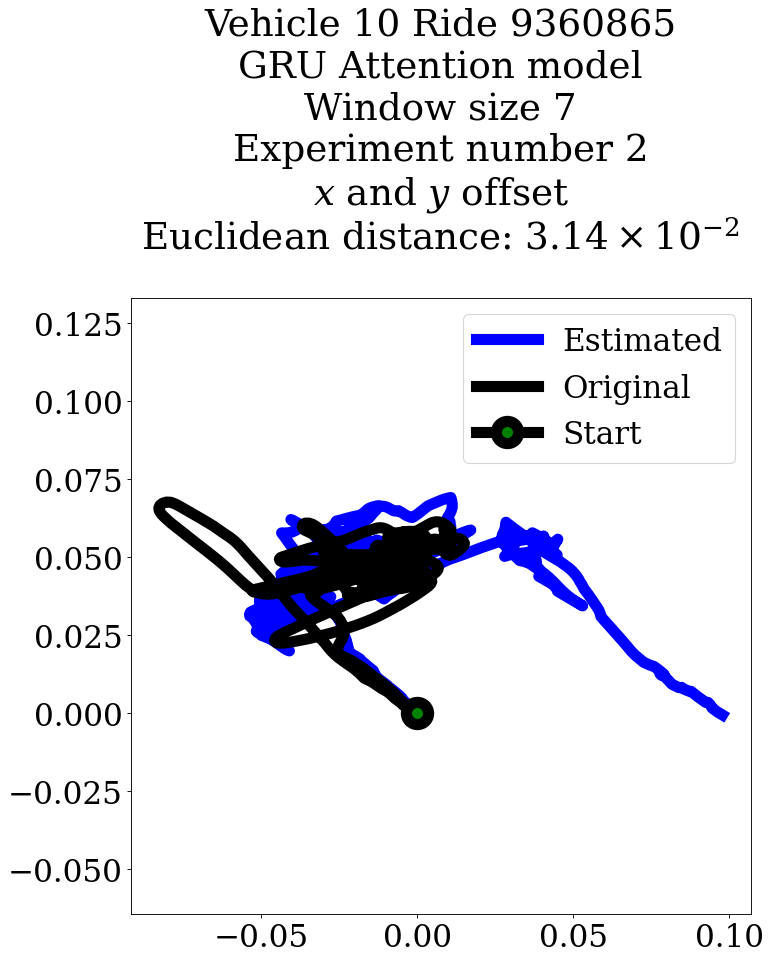 Vehicle 10 Ride 9360865
GRU Attention model
Window size 7
Experiment number 2
x and y offset
Euclidean distance: 3.14 × 10⁻²
Estimated
Original
Start
0.125
0.100
0.075
0.050
0.025
0.000
−0.025
−0.050
−0.05 0.00 0.05 0.10